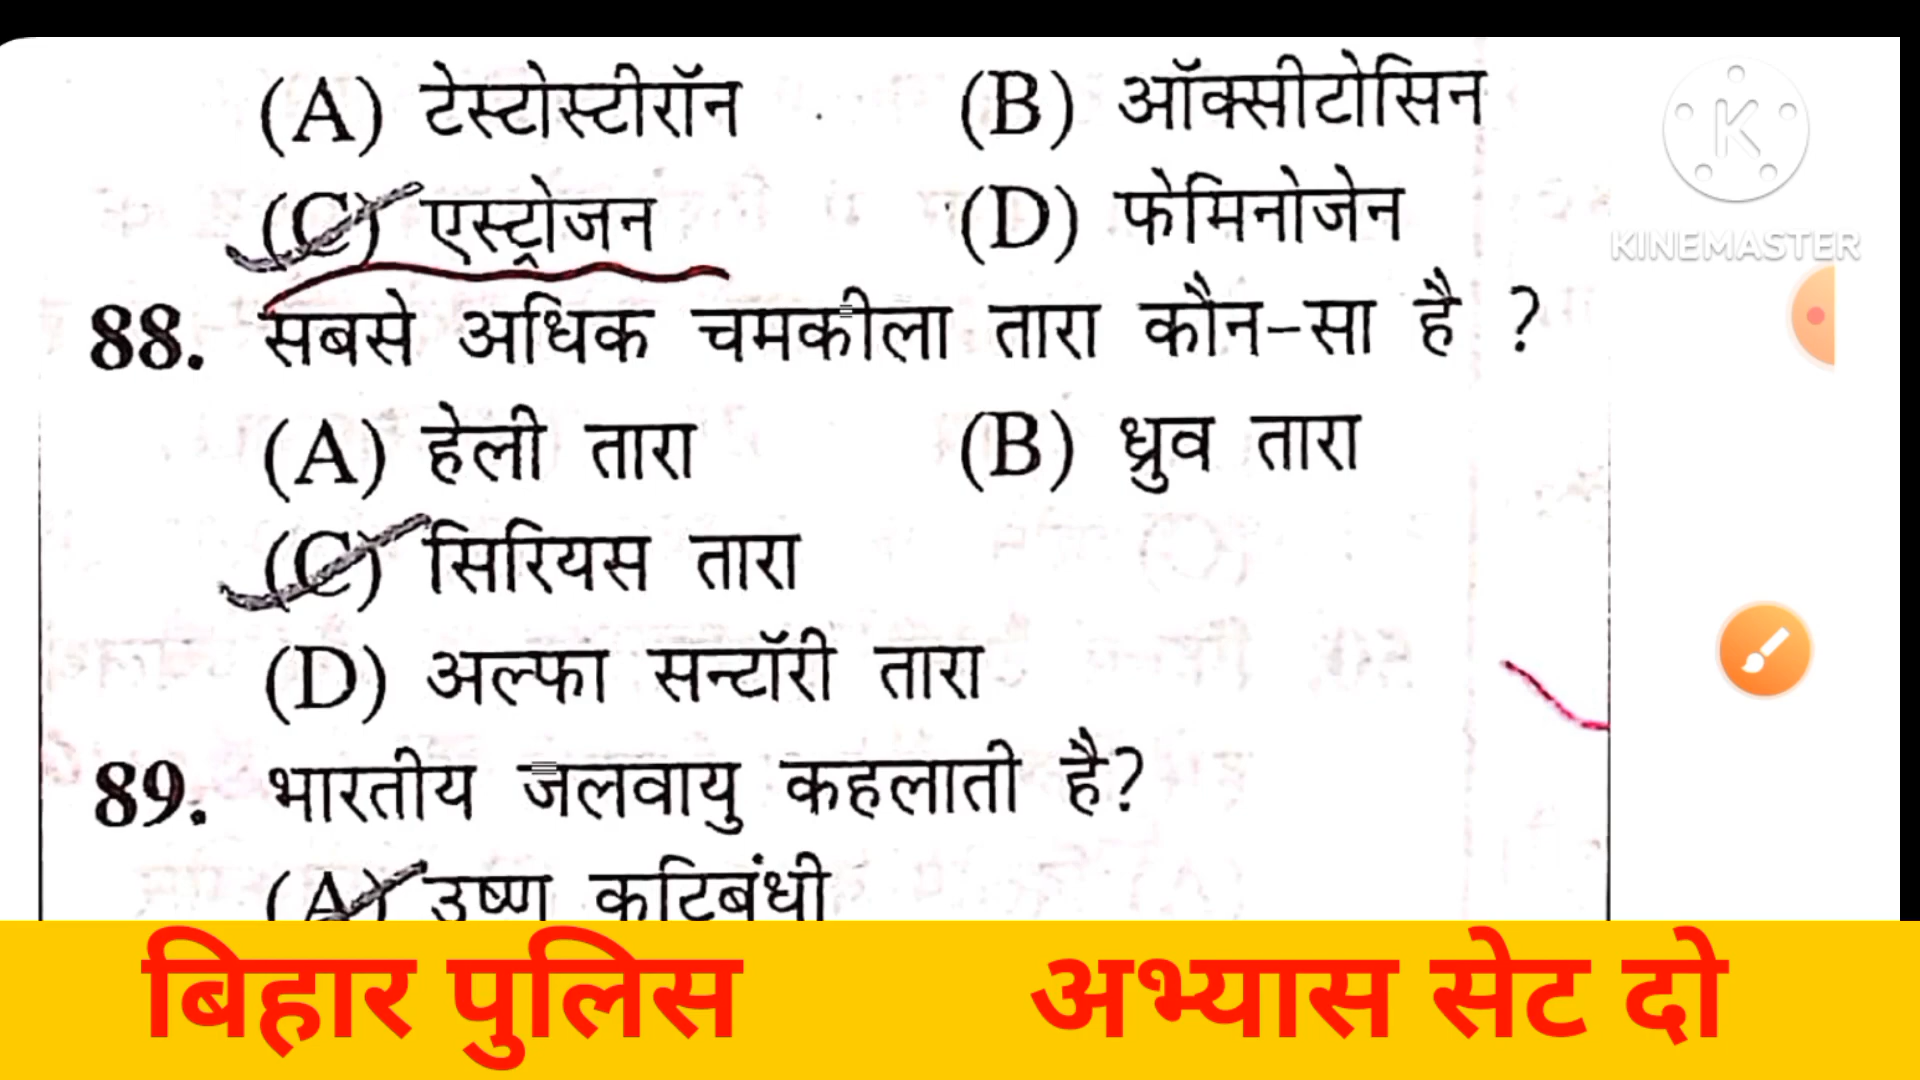 (A) टेस्टोस्टीरॉन (B) ऑक्सीटोसिन
(C) एस्ट्रोजन (D) फेमिनोजेन
88. सबसे अधिक चमकीला तारा कौन-सा है ?
(A) हेली तारा (B) ध्रुव तारा
(C) सिरियस तारा
(D) अल्फा सन्टॉरी तारा
89. भारतीय जलवायु कहलाती है?
(A) उष्ण कटिबंधी
बिहार पुलिस अभ्यास सेट दो
K
KINEMASTER